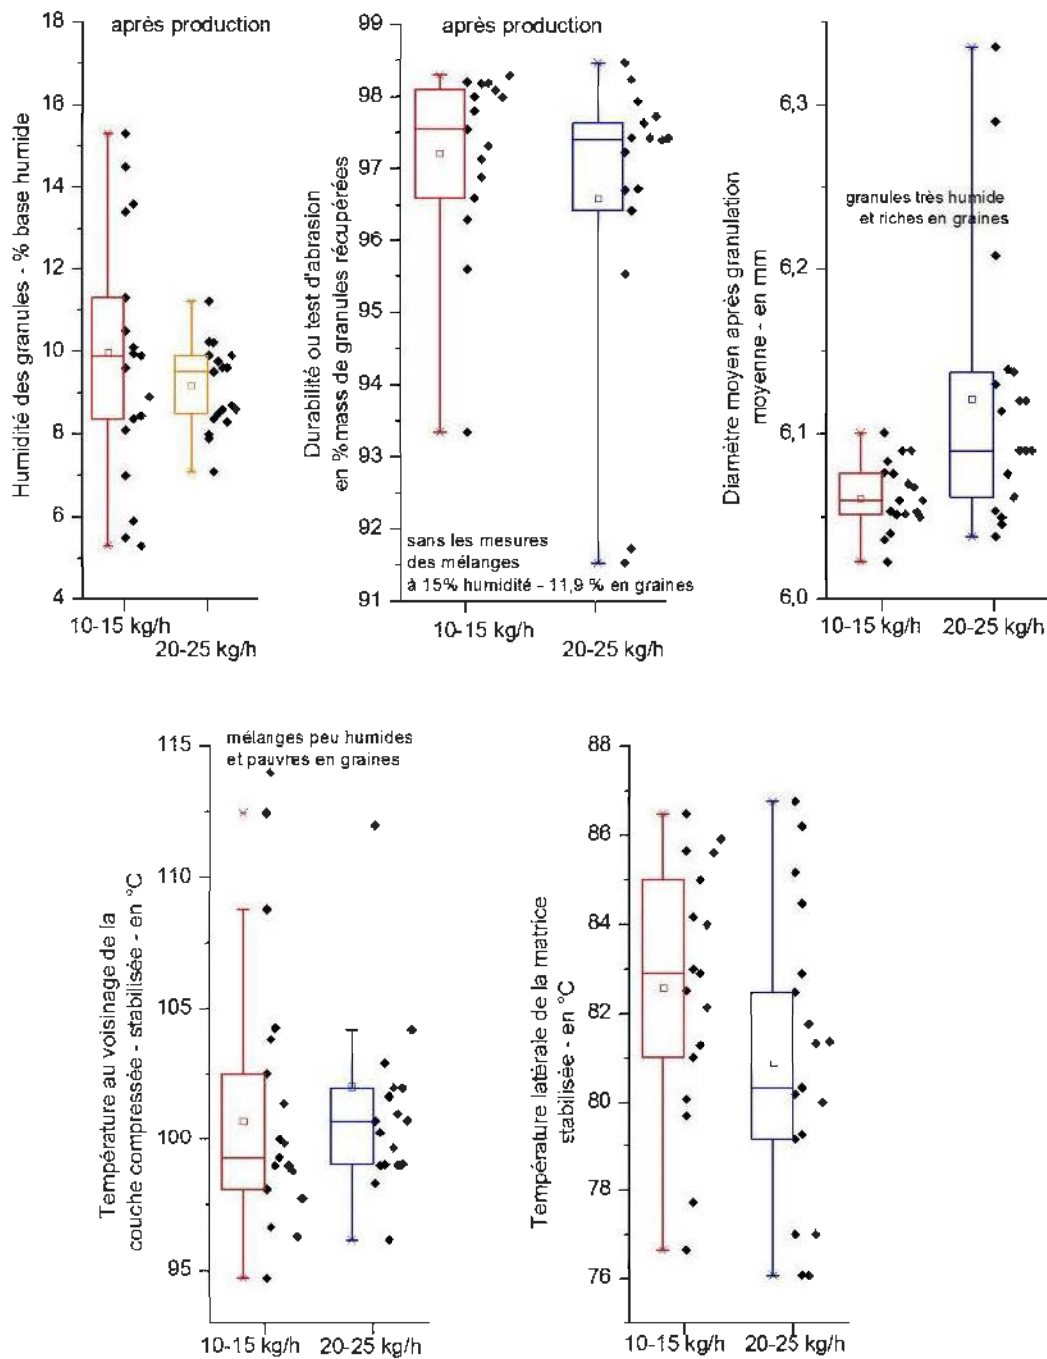 après production
Humidité des granules - % base humide
18
16
14
12
10
8
6
4
10-15 kg/h
20-25 kg/h
après production
Durabilité ou test d'abrasion
en %mass de granules récupérées
99
98
97
96
95
94
93
92
91
sans les mesures
des mélanges
à 15% humidité - 11,9 % en graines
10-15 kg/h
20-25 kg/h
Diamètre moyen après granulation
moyenne - en mm
6,3
6,2
6,1
6,0
granules très humide
et riches en graines
10-15 kg/h
20-25 kg/h
mélanges peu humides
et pauvres en graines
Température au voisinage de la
couche compressée - stabilisée - en °C
115
110
105
100
95
10-15 kg/h
20-25 kg/h
Température latérale de la matrice
stabilisée - en °C
88
86
84
82
80
78
76
10-15 kg/h
20-25 kg/h